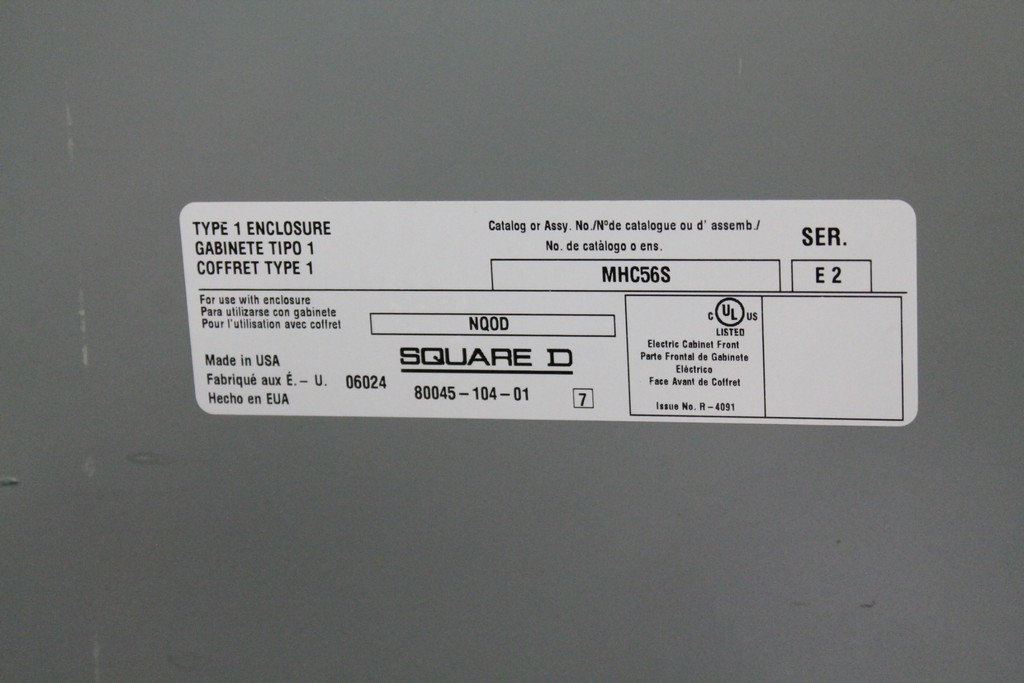 TYPE 1 ENCLOSURE
GABINETE TIPO 1
COFFRET TYPE 1
Catalog or Assy. No./N°de catalogue ou d' assemb./
No. de catàlogo o ens.
SER.
MHC56S
E 2
For use with enclosure
Para utilizarse con gabinete
Pour l'utilisation avec coffret
NQOD
Made in USA
Fabriqué aux É.- U.
Hecho en EUA
06024
SQUARE D
80045-104-01
7
C UL US
LISTED
Electric Cabinet Front
Parte Frontal de Gabinete
Eléctrico
Face Avant de Coffret
Issue No. R-4091